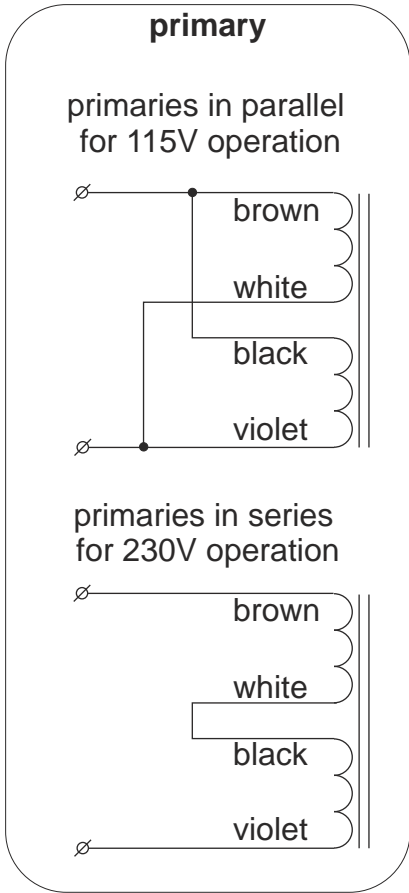 primary
primaries in parallel
for 115V operation
brown
white
black
violet
primaries in series
for 230V operation
brown
white
black
violet